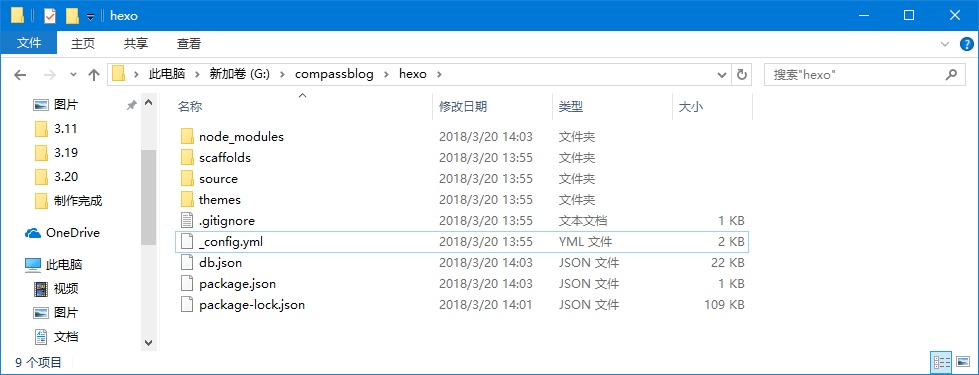 hexo
文件 主页 共享 查看
此电脑 新加卷 (G:) compassblog hexo 搜索"hexo"
图片
3.11
3.19
3.20
制作完成
OneDrive
此电脑
视频
图片
文档
名称 修改日期 类型 大小
node_modules 2018/3/20 14:03 文件夹
scaffolds 2018/3/20 13:55 文件夹
source 2018/3/20 13:55 文件夹
themes 2018/3/20 13:55 文件夹
.gitignore 2018/3/20 13:55 文本文档 1 KB
_config.yml 2018/3/20 13:55 YML 文件 2 KB
db.json 2018/3/20 14:03 JSON 文件 22 KB
package.json 2018/3/20 14:03 JSON 文件 1 KB
package-lock.json 2018/3/20 14:01 JSON 文件 109 KB
9 个项目